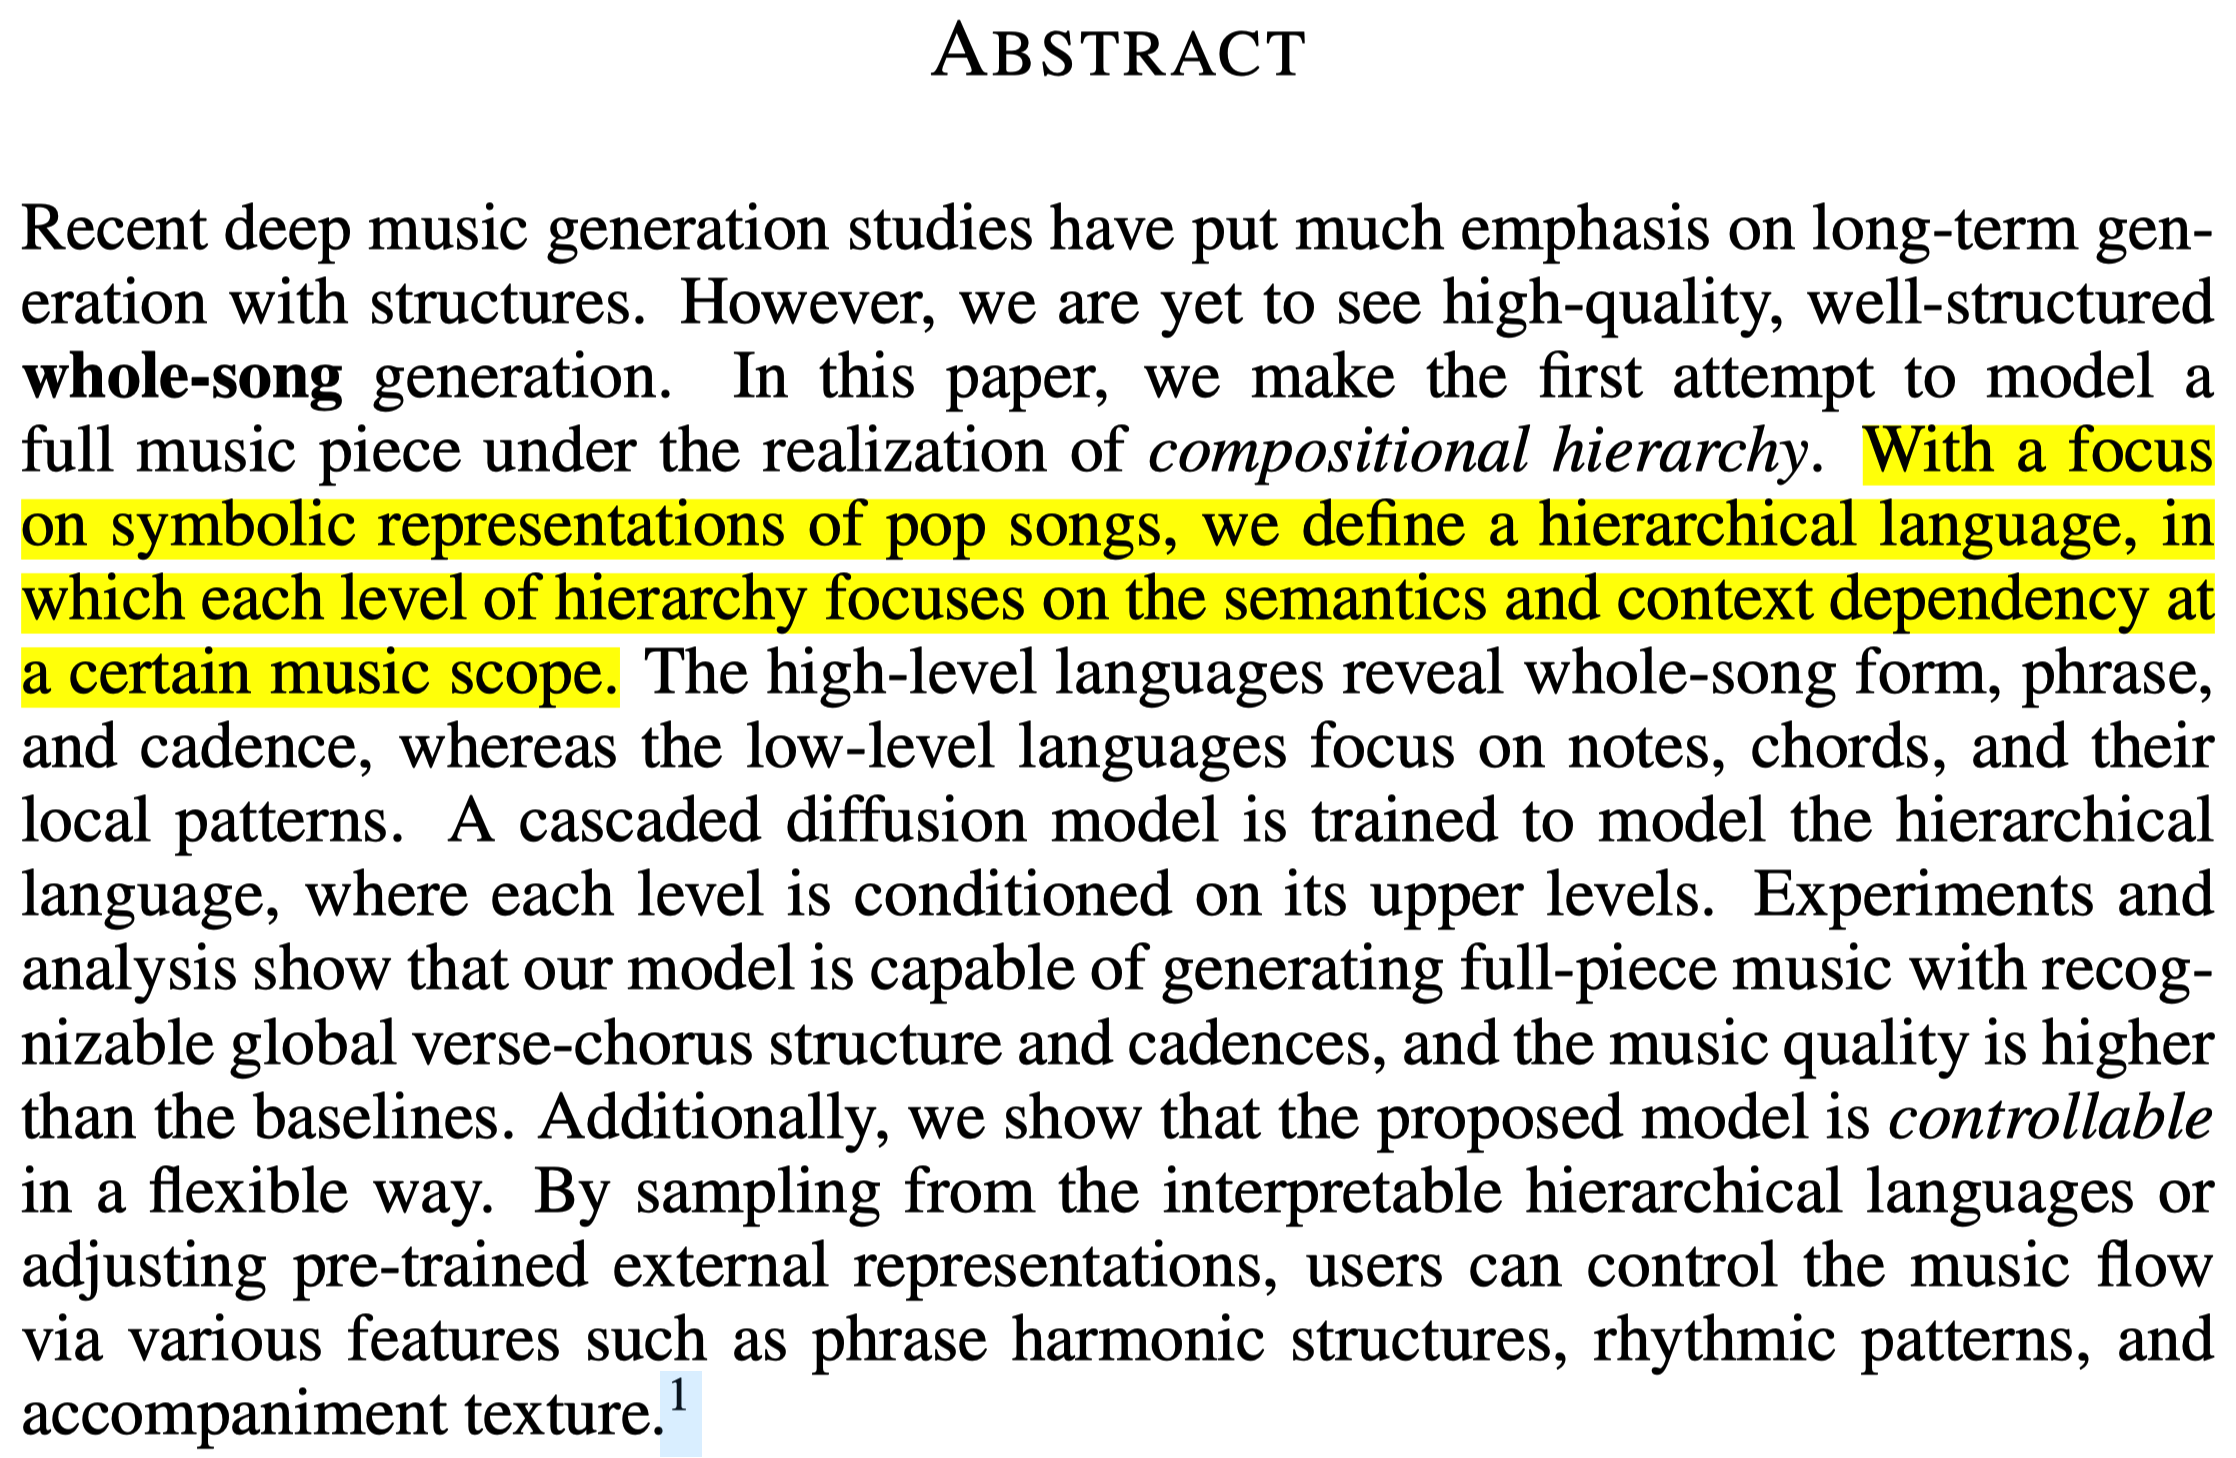 ABSTRACT
Recent deep music generation studies have put much emphasis on long-term gen-
eration with structures. However, we are yet to see high-quality, well-structured
whole-song generation. In this paper, we make the first attempt to model a
full music piece under the realization of compositional hierarchy. With a focus
on symbolic representations of pop songs, we define a hierarchical language, in
which each level of hierarchy focuses on the semantics and context dependency at
a certain music scope. The high-level languages reveal whole-song form, phrase,
and cadence, whereas the low-level languages focus on notes, chords, and their
local patterns. A cascaded diffusion model is trained to model the hierarchical
language, where each level is conditioned on its upper levels. Experiments and
analysis show that our model is capable of generating full-piece music with recog-
nizable global verse-chorus structure and cadences, and the music quality is higher
than the baselines. Additionally, we show that the proposed model is controllable
in a flexible way. By sampling from the interpretable hierarchical languages or
adjusting pre-trained external representations, users can control the music flow
via various features such as phrase harmonic structures, rhythmic patterns, and
accompaniment texture.1